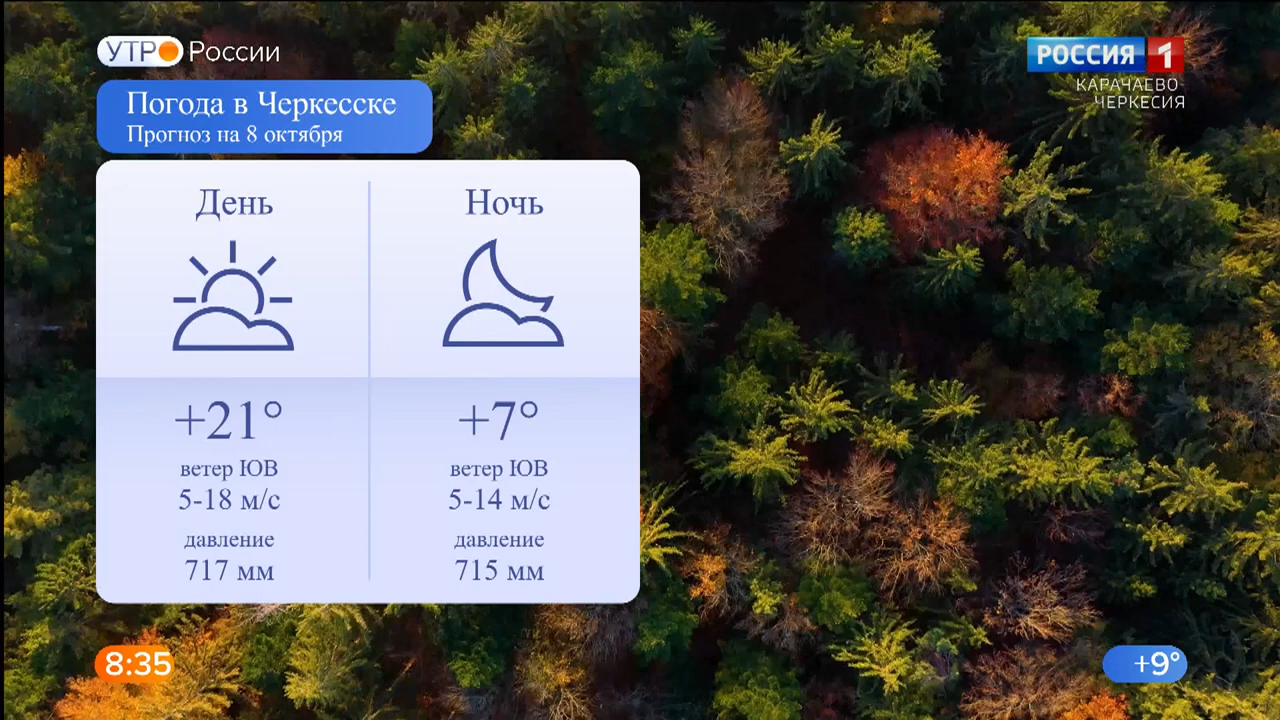 УТРО России
РОССИЯ 1
КАРАЧАЕВО-
ЧЕРКЕСИЯ
Погода в Черкесске
Прогноз на 8 октября
День
Ночь
+21°
+7°
ветер ЮВ
ветер ЮВ
5-18 м/с
5-14 м/с
давление
давление
717 мм
715 мм
8:35
+9°